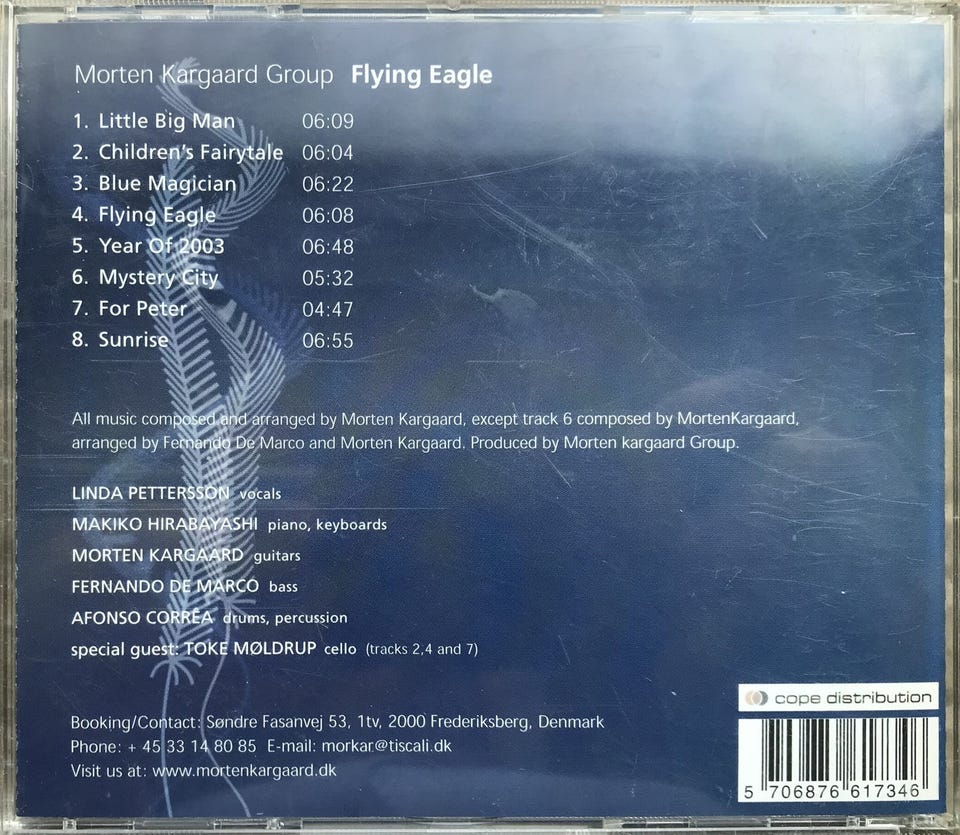 Morten Kargaard Group Flying Eagle
1. Little Big Man 06:09
2. Children's Fairytale 06:04
3. Blue Magician 06:22
4. Flying Eagle 06:08
5. Year Of 2003 06:48
6. Mystery City 05:32
7. For Peter 04:47
8. Sunrise 06:55
All music composed and arranged by Morten Kargaard, except track 6 composed by MortenKargaard,
arranged by Fernando De Marco and Morten Kargaard. Produced by Morten kargaard Group.
LINDA PETTERSSON vocals
MAKIKO HIRABAYASHI piano, keyboards
MORTEN KARGAARD guitars
FERNANDO DE MARCO bass
AFONSO CORRÊA drums, percussion
special guest: TOKE MØLDRUP cello (tracks 2,4 and 7)
Booking/Contact: Søndre Fasanvej 53, 1tv, 2000 Frederiksberg, Denmark
Phone: + 45 33 14 80 85 E-mail: morkar@tiscali.dk
Visit us at: www.mortenkargaard.dk
cope distribution
5 706876 617346